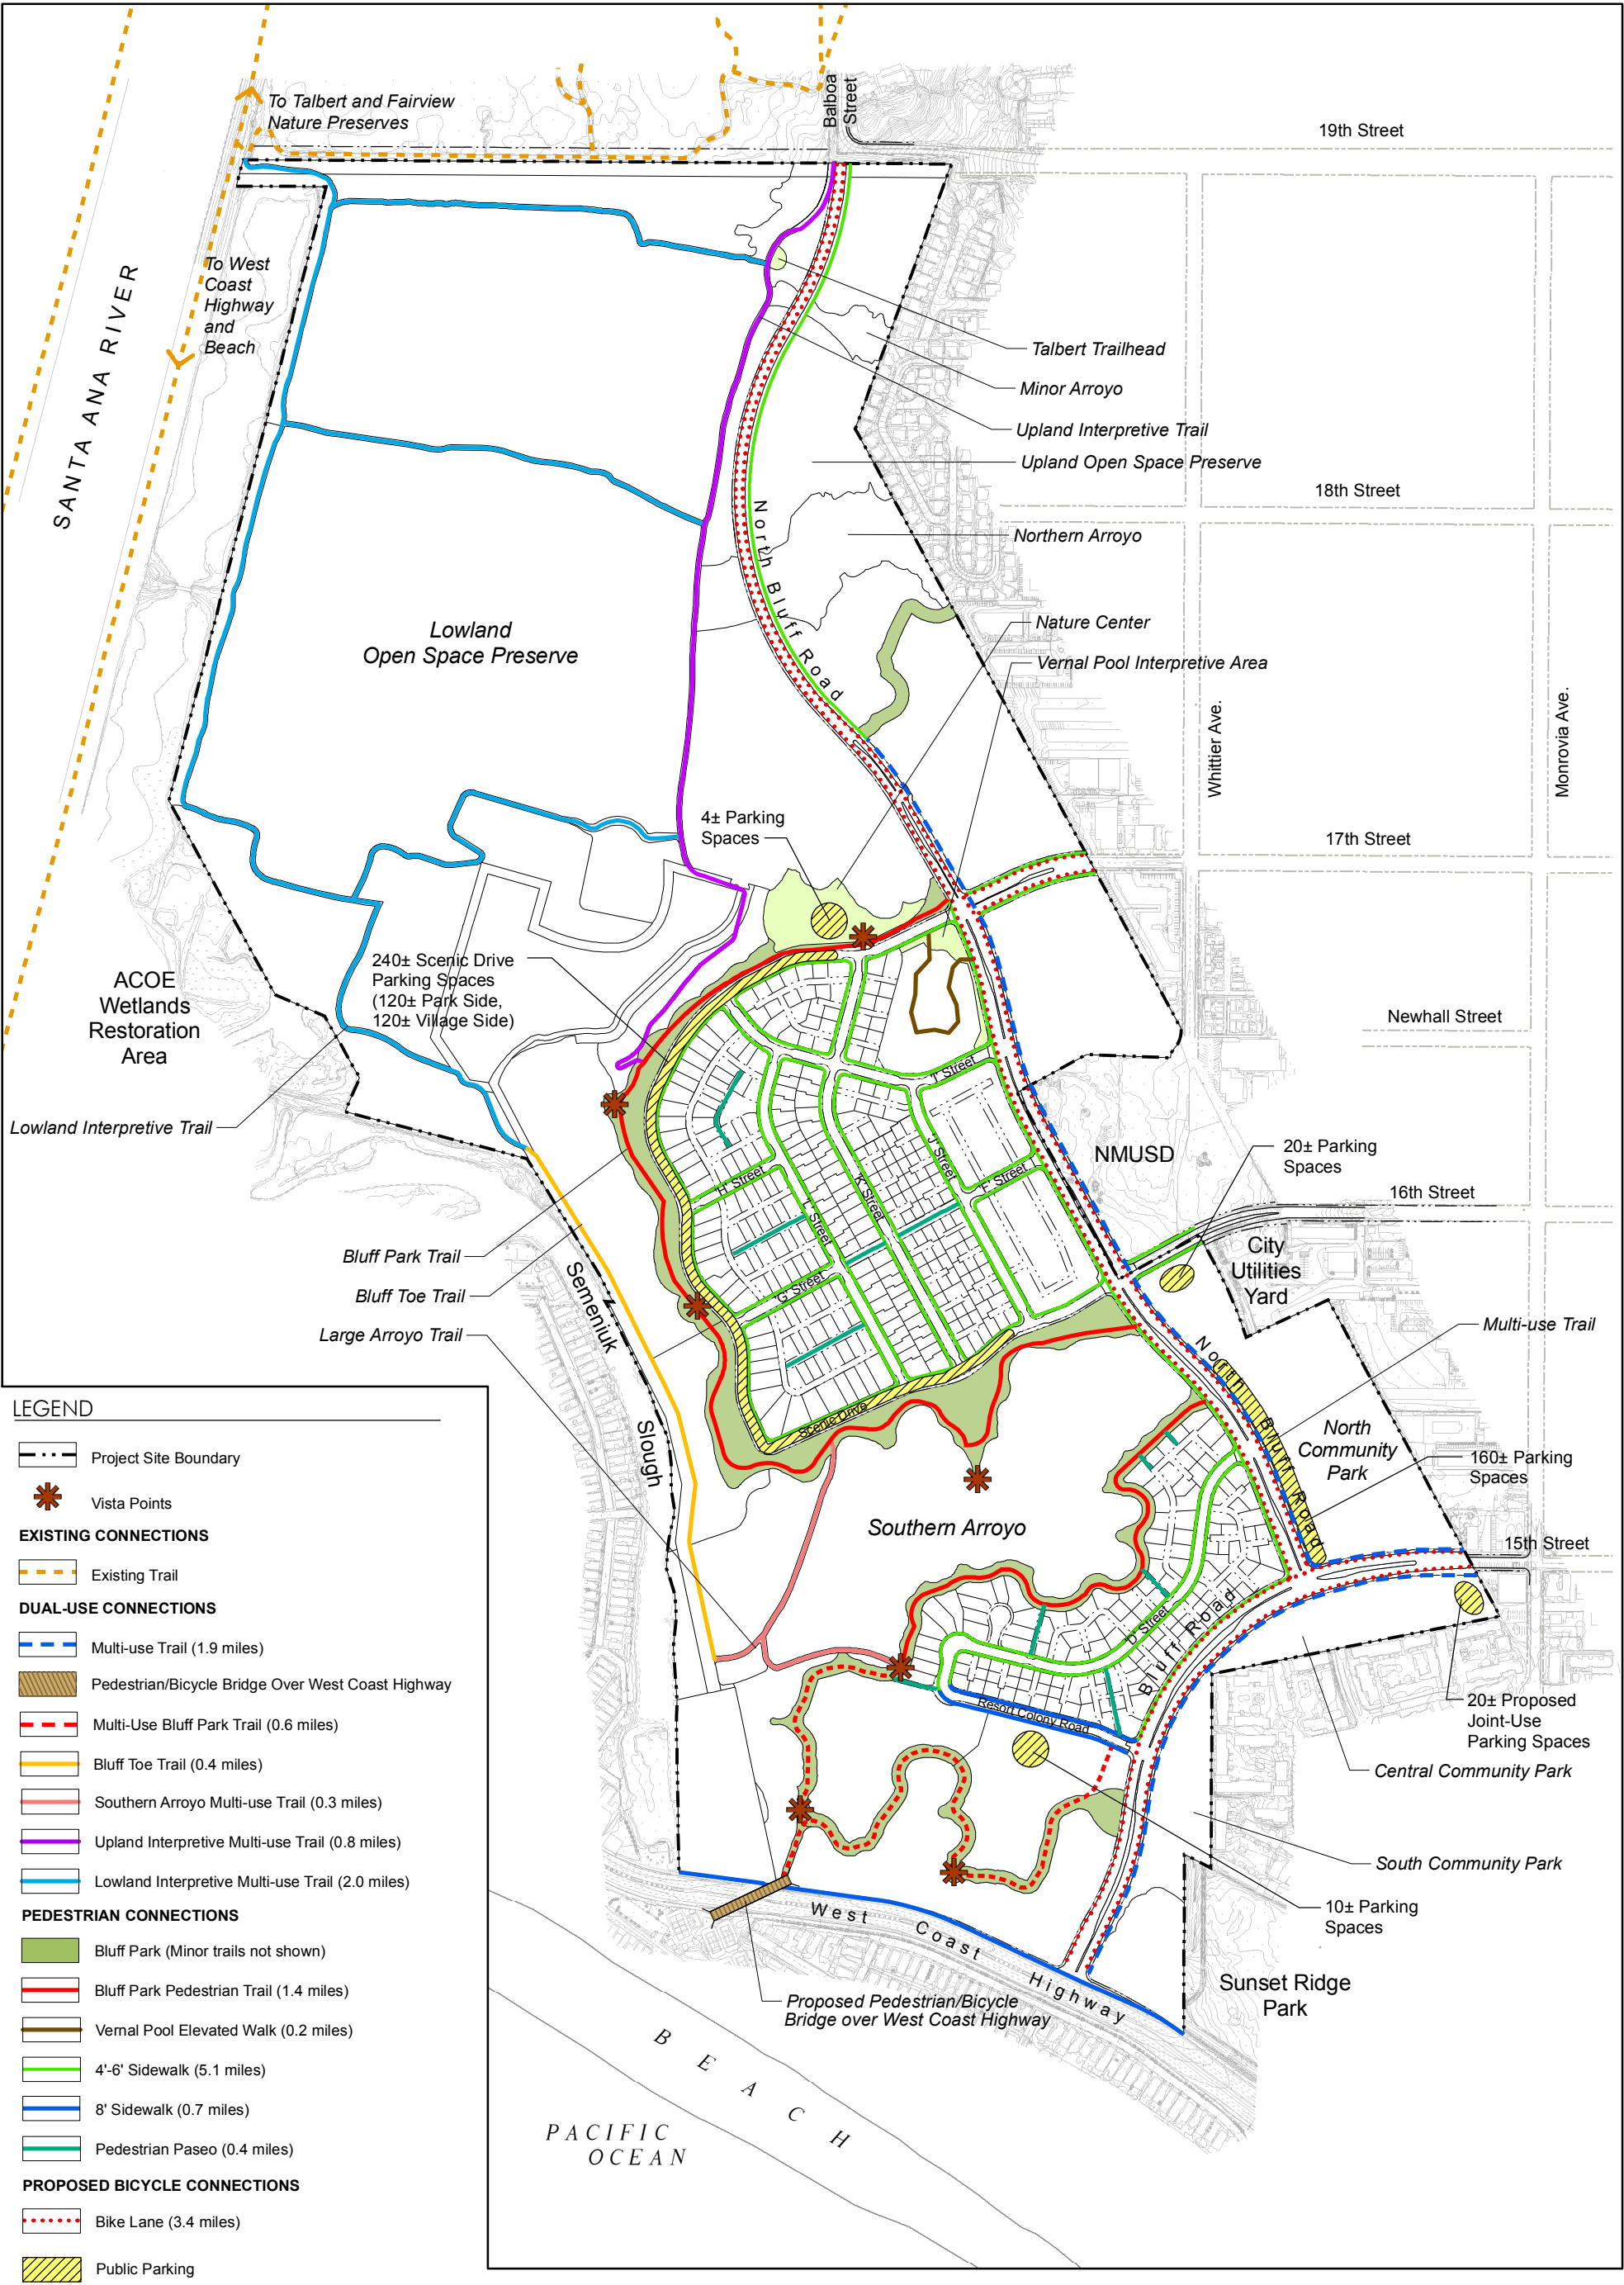 To Talbert and Fairview
Nature Preserves
Balboa
Street
19th Street
SANTA ANA RIVER
To West
Coast
Highway
and
Beach
Talbert Trailhead
Minor Arroyo
Upland Interpretive Trail
Upland Open Space Preserve
18th Street
North Bluff Road
Northern Arroyo
Lowland
Open Space Preserve
Nature Center
Vernal Pool Interpretive Area
Whittier Ave.
Monrovia Ave.
4± Parking
Spaces
17th Street
240± Scenic Drive
Parking Spaces
(120± Park Side,
120± Village Side)
ACOE
Wetlands
Restoration
Area
Newhall Street
'I' Street
Lowland Interpretive Trail
NMUSD
20± Parking
Spaces
'J' Street
'F' Street
'H' Street
'K' Street
'L' Street
16th Street
Bluff Park Trail
City
Utilities
Yard
Bluff Toe Trail
'G' Street
Semeniuk
Slough
Large Arroyo Trail
Multi-use Trail
North Bluff Road
Scenic Drive
North
Community
Park
160± Parking
Spaces
Southern Arroyo
15th Street
'D' Street
Bluff Road
Resort Colony Road
20± Proposed
Joint-Use
Parking Spaces
Central Community Park
South Community Park
10± Parking
Spaces
West Coast Highway
Sunset Ridge
Park
Proposed Pedestrian/Bicycle
Bridge over West Coast Highway
BEACH
PACIFIC
OCEAN
LEGEND
Project Site Boundary
Vista Points
EXISTING CONNECTIONS
Existing Trail
DUAL-USE CONNECTIONS
Multi-use Trail (1.9 miles)
Pedestrian/Bicycle Bridge Over West Coast Highway
Multi-Use Bluff Park Trail (0.6 miles)
Bluff Toe Trail (0.4 miles)
Southern Arroyo Multi-use Trail (0.3 miles)
Upland Interpretive Multi-use Trail (0.8 miles)
Lowland Interpretive Multi-use Trail (2.0 miles)
PEDESTRIAN CONNECTIONS
Bluff Park (Minor trails not shown)
Bluff Park Pedestrian Trail (1.4 miles)
Vernal Pool Elevated Walk (0.2 miles)
4'-6' Sidewalk (5.1 miles)
8' Sidewalk (0.7 miles)
Pedestrian Paseo (0.4 miles)
PROPOSED BICYCLE CONNECTIONS
Bike Lane (3.4 miles)
Public Parking